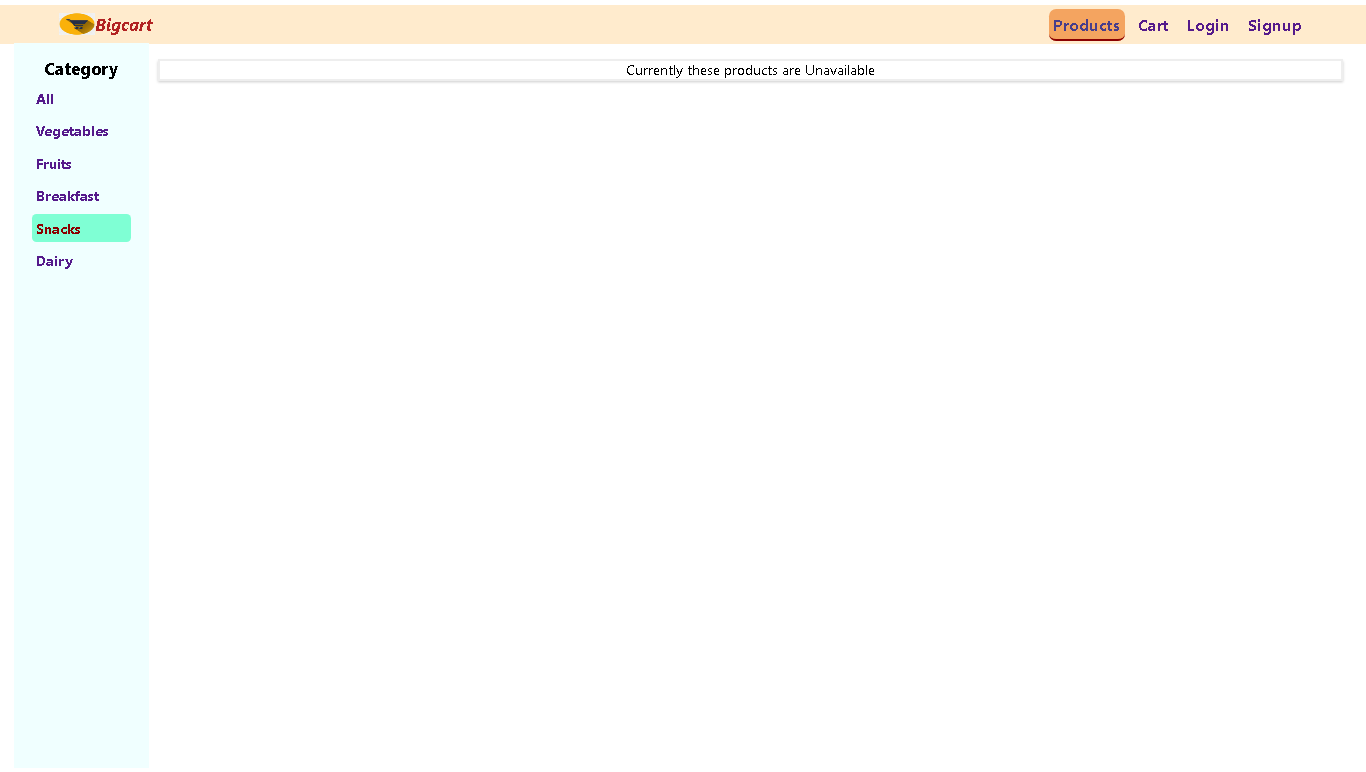 Bigcart
Products Cart Login Signup
Category
All
Vegetables
Fruits
Breakfast
Snacks
Dairy
Currently these products are Unavailable